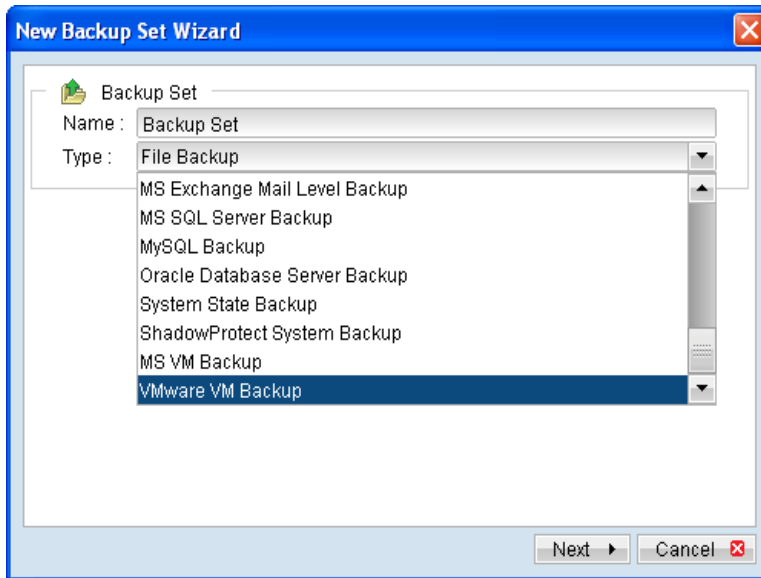 New Backup Set Wizard
Backup Set
Name : Backup Set
Type : File Backup
MS Exchange Mail Level Backup
MS SQL Server Backup
MySQL Backup
Oracle Database Server Backup
System State Backup
ShadowProtect System Backup
MS VM Backup
VMware VM Backup
Next Cancel